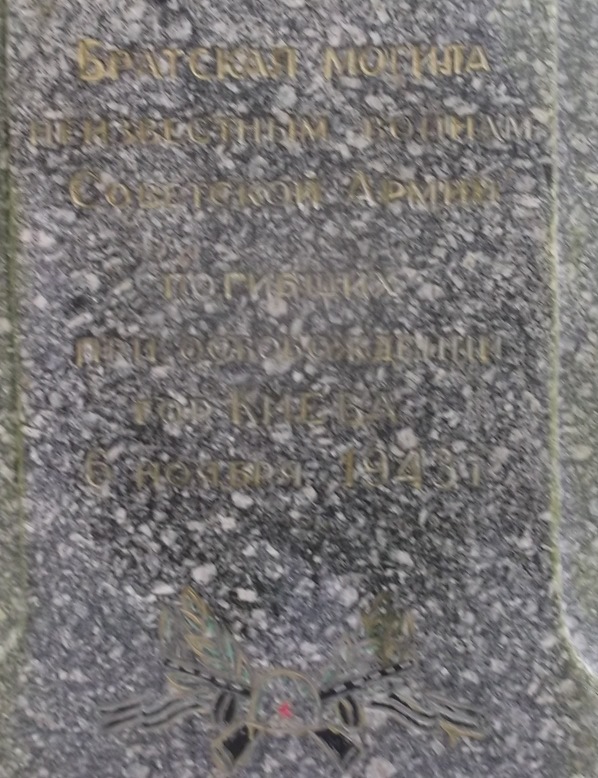 Братская могила
неизвестным воинам
Советской Армии
погибших
при освобождении
гор Киева
6 ноября 1943 г